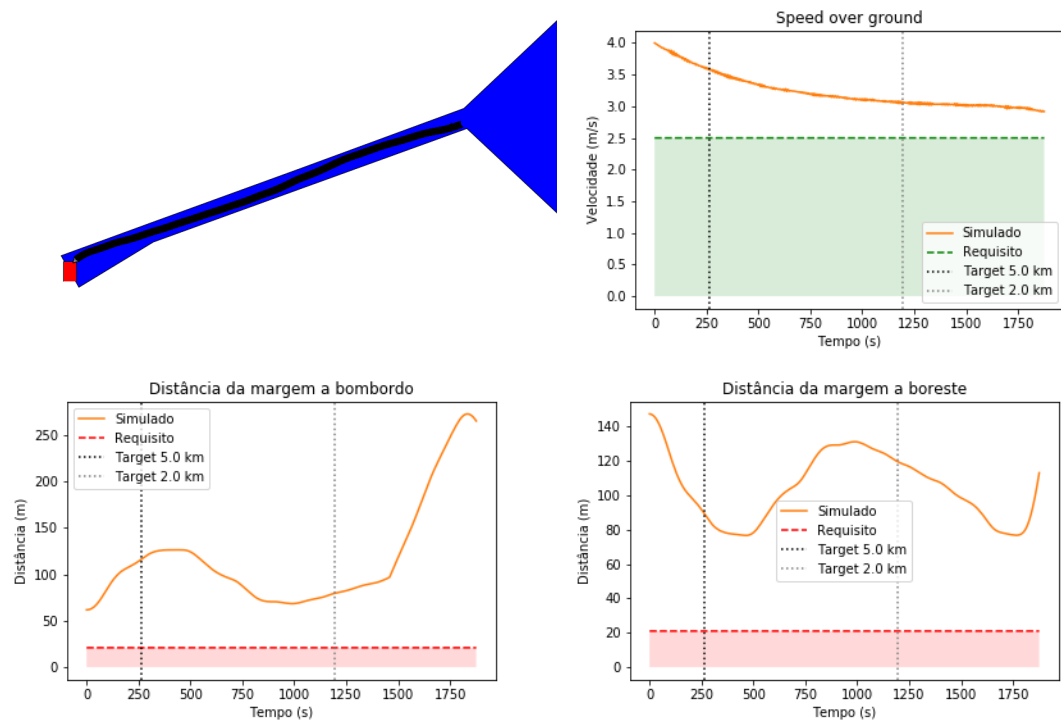 Speed over ground
Velocidade (m/s)
4.0
3.5
3.0
2.5
2.0
1.5
1.0
0.5
0.0
Simulado
Requisito
Target 5.0 km
Target 2.0 km
0 250 500 750 1000 1250 1500 1750
Tempo (s)
Distância da margem a bombordo
Distância (m)
250
200
150
100
50
0
Simulado
Requisito
Target 5.0 km
Target 2.0 km
0 250 500 750 1000 1250 1500 1750
Tempo (s)
Distância da margem a boreste
Distância (m)
140
120
100
80
60
40
20
0
Simulado
Requisito
Target 5.0 km
Target 2.0 km
0 250 500 750 1000 1250 1500 1750
Tempo (s)